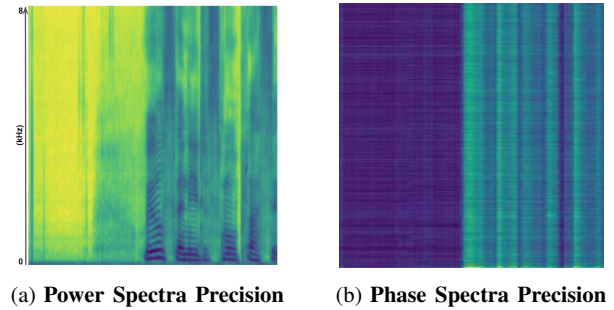 8
(kHz)
0
(a) Power Spectra Precision
(b) Phase Spectra Precision